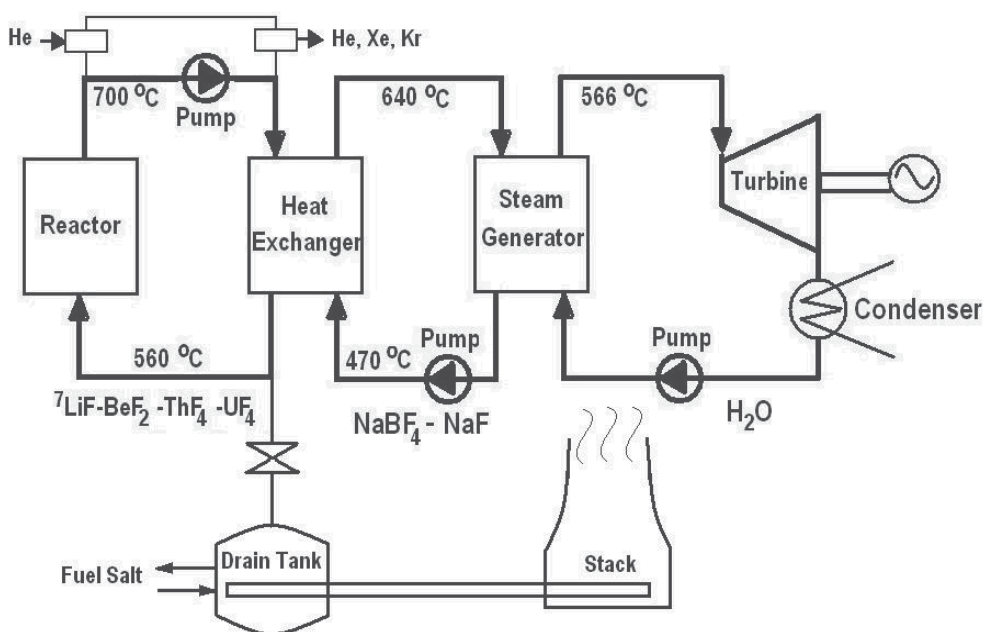 He
He, Xe, Kr
700 °C
Pump
640 °C
566 °C
Reactor
Heat
Exchanger
Steam
Generator
Turbine
Condenser
560 °C
470 °C
Pump
Pump
⁷LiF-BeF₂ -ThF₄ -UF₄
NaBF₄ - NaF
H₂O
Drain Tank
Stack
Fuel Salt